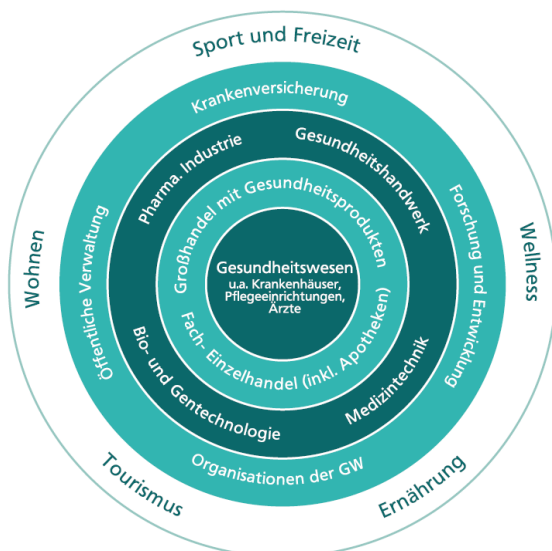 Sport und Freizeit
Krankenversicherung
Pharma. Industrie
Gesundheitshandwerk
Großhandel mit Gesundheitsprodukten
Gesundheitswesen
u.a. Krankenhäuser,
Pflegeeinrichtungen,
Ärzte
Fach- Einzelhandel (inkl. Apotheken)
Bio- und Gentechnologie
Medizintechnik
Öffentliche Verwaltung
Forschung und Entwicklung
Organisationen der GW
Wohnen
Wellness
Tourismus
Ernährung